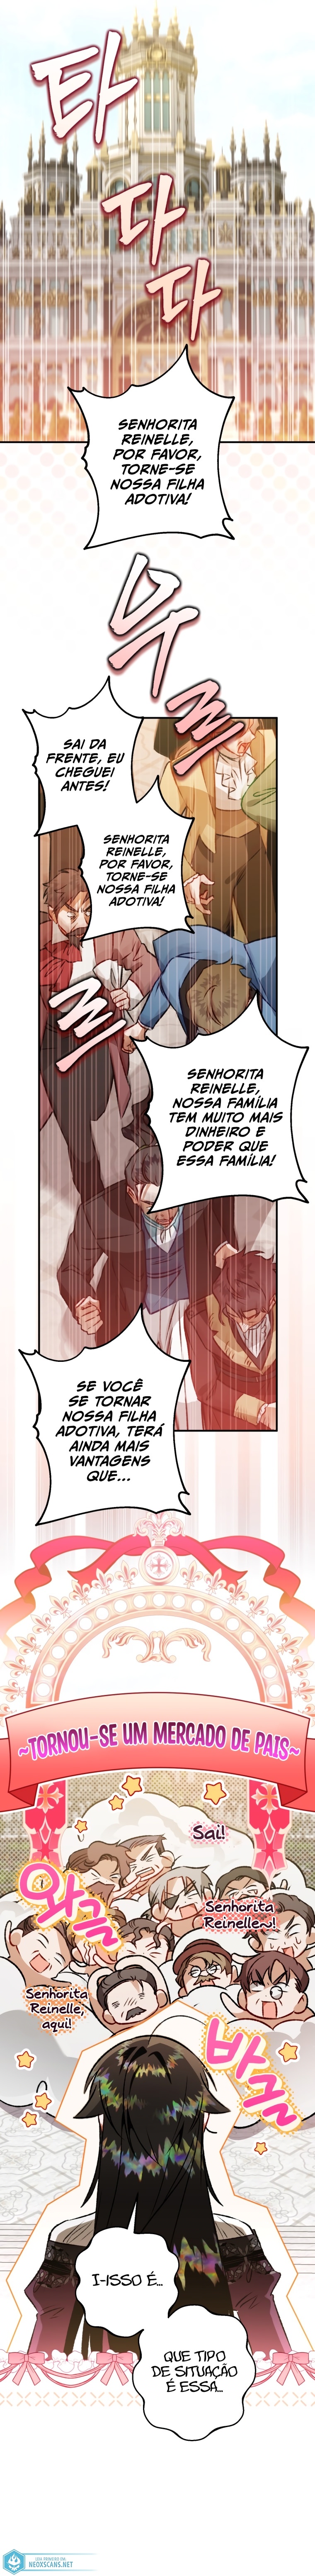 타
다
다
SENHORITA
REINELLE,
POR FAVOR,
TORNE-SE
NOSSA FILHA
ADOTIVA!
우
르
SAI DA
FRENTE, EU
CHEGUEI
ANTES!
SENHORITA
REINELLE,
POR FAVOR,
TORNE-SE
NOSSA FILHA
ADOTIVA!
르
SENHORITA
REINELLE,
NOSSA FAMÍLIA
TEM MUITO MAIS
DINHEIRO E
PODER QUE
ESSA FAMÍLIA!
SE VOCÊ
SE TORNAR
NOSSA FILHA
ADOTIVA, TERÁ
AINDA MAIS
VANTAGENS
QUE...
~TORNOU-SE UM MERCADO DE PAIS~
Sai!
와글
Senhorita
Reinelle~!
Senhorita
Reinelle,
aqui!
바글
I-ISSO É...
QUE TIPO
DE SITUAÇÃO
É ESSA...
LEIA PRIMEIRO EM
NEOXSCANS.NET